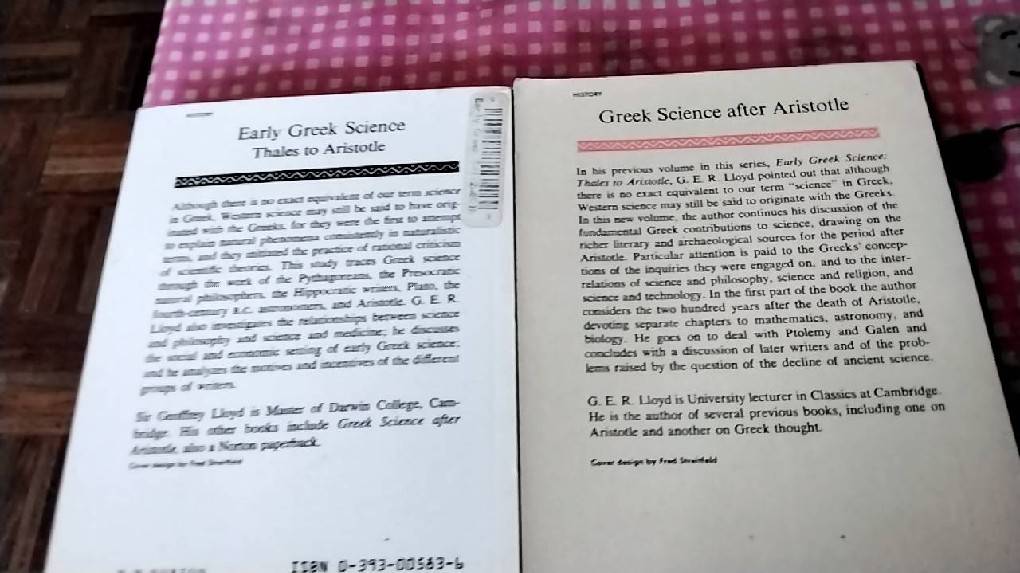 HISTORY
Early Greek Science
Thales to Aristotle
Although there is no exact equivalent of our term science
in Greek, Western science may still be said to have orig-
inated with the Greeks, for they were the first to attempt
to explain natural phenomena consistently in naturalistic
terms, and they initiated the practice of rational criticism
of scientific theories. This study traces Greek science
through the work of the Pythagoreans, the Presocratic
natural philosophers, the Hippocratic writers, Plato, the
fourth-century B.C. astronomers, and Aristotle. G. E. R.
Lloyd also investigates the relationships between science
and philosophy and science and medicine; he discusses
the social and economic setting of early Greek science;
and he analyzes the motives and incentives of the different
groups of writers.
Sir Geoffrey Lloyd is Master of Darwin College, Cam-
bridge. His other books include Greek Science after
Aristotle, also a Norton paperback.
Cover design by Fred Streinfeld
ISBN 0-393-00583-6
HISTORY
Greek Science after Aristotle
In his previous volume in this series, Early Greek Science:
Thales to Aristotle, G. E. R. Lloyd pointed out that although
there is no exact equivalent to our term "science" in Greek,
Western science may still be said to originate with the Greeks.
In this new volume, the author continues his discussion of the
fundamental Greek contributions to science, drawing on the
richer literary and archaeological sources for the period after
Aristotle. Particular attention is paid to the Greeks' concep-
tions of the inquiries they were engaged on, and to the inter-
relations of science and philosophy, science and religion, and
science and technology. In the first part of the book the author
considers the two hundred years after the death of Aristotle,
devoting separate chapters to mathematics, astronomy, and
biology. He goes on to deal with Ptolemy and Galen and
concludes with a discussion of later writers and of the prob-
lems raised by the question of the decline of ancient science.
G. E. R. Lloyd is University lecturer in Classics at Cambridge.
He is the author of several previous books, including one on
Aristotle and another on Greek thought.
Cover design by Fred Streinfeld